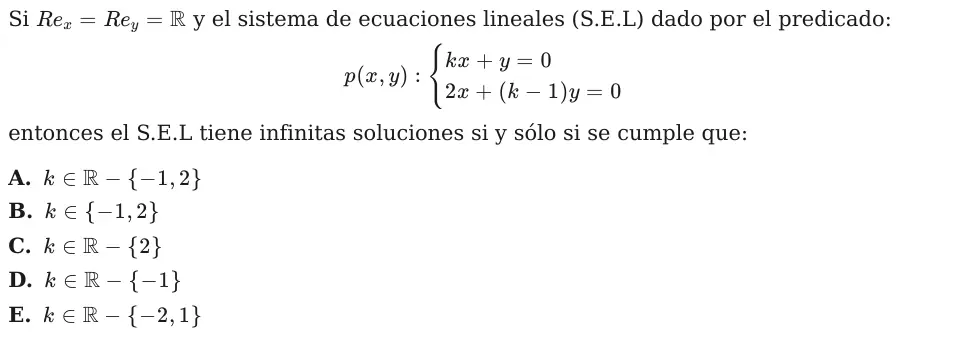 Si Reₓ = Re_y = ℝ y el sistema de ecuaciones lineales (S.E.L) dado por el predicado:
p(x, y) : { kx + y = 0
2x + (k − 1)y = 0
entonces el S.E.L tiene infinitas soluciones si y sólo si se cumple que:
A. k ∈ ℝ − {−1, 2}
B. k ∈ {−1, 2}
C. k ∈ ℝ − {2}
D. k ∈ ℝ − {−1}
E. k ∈ ℝ − {−2, 1}